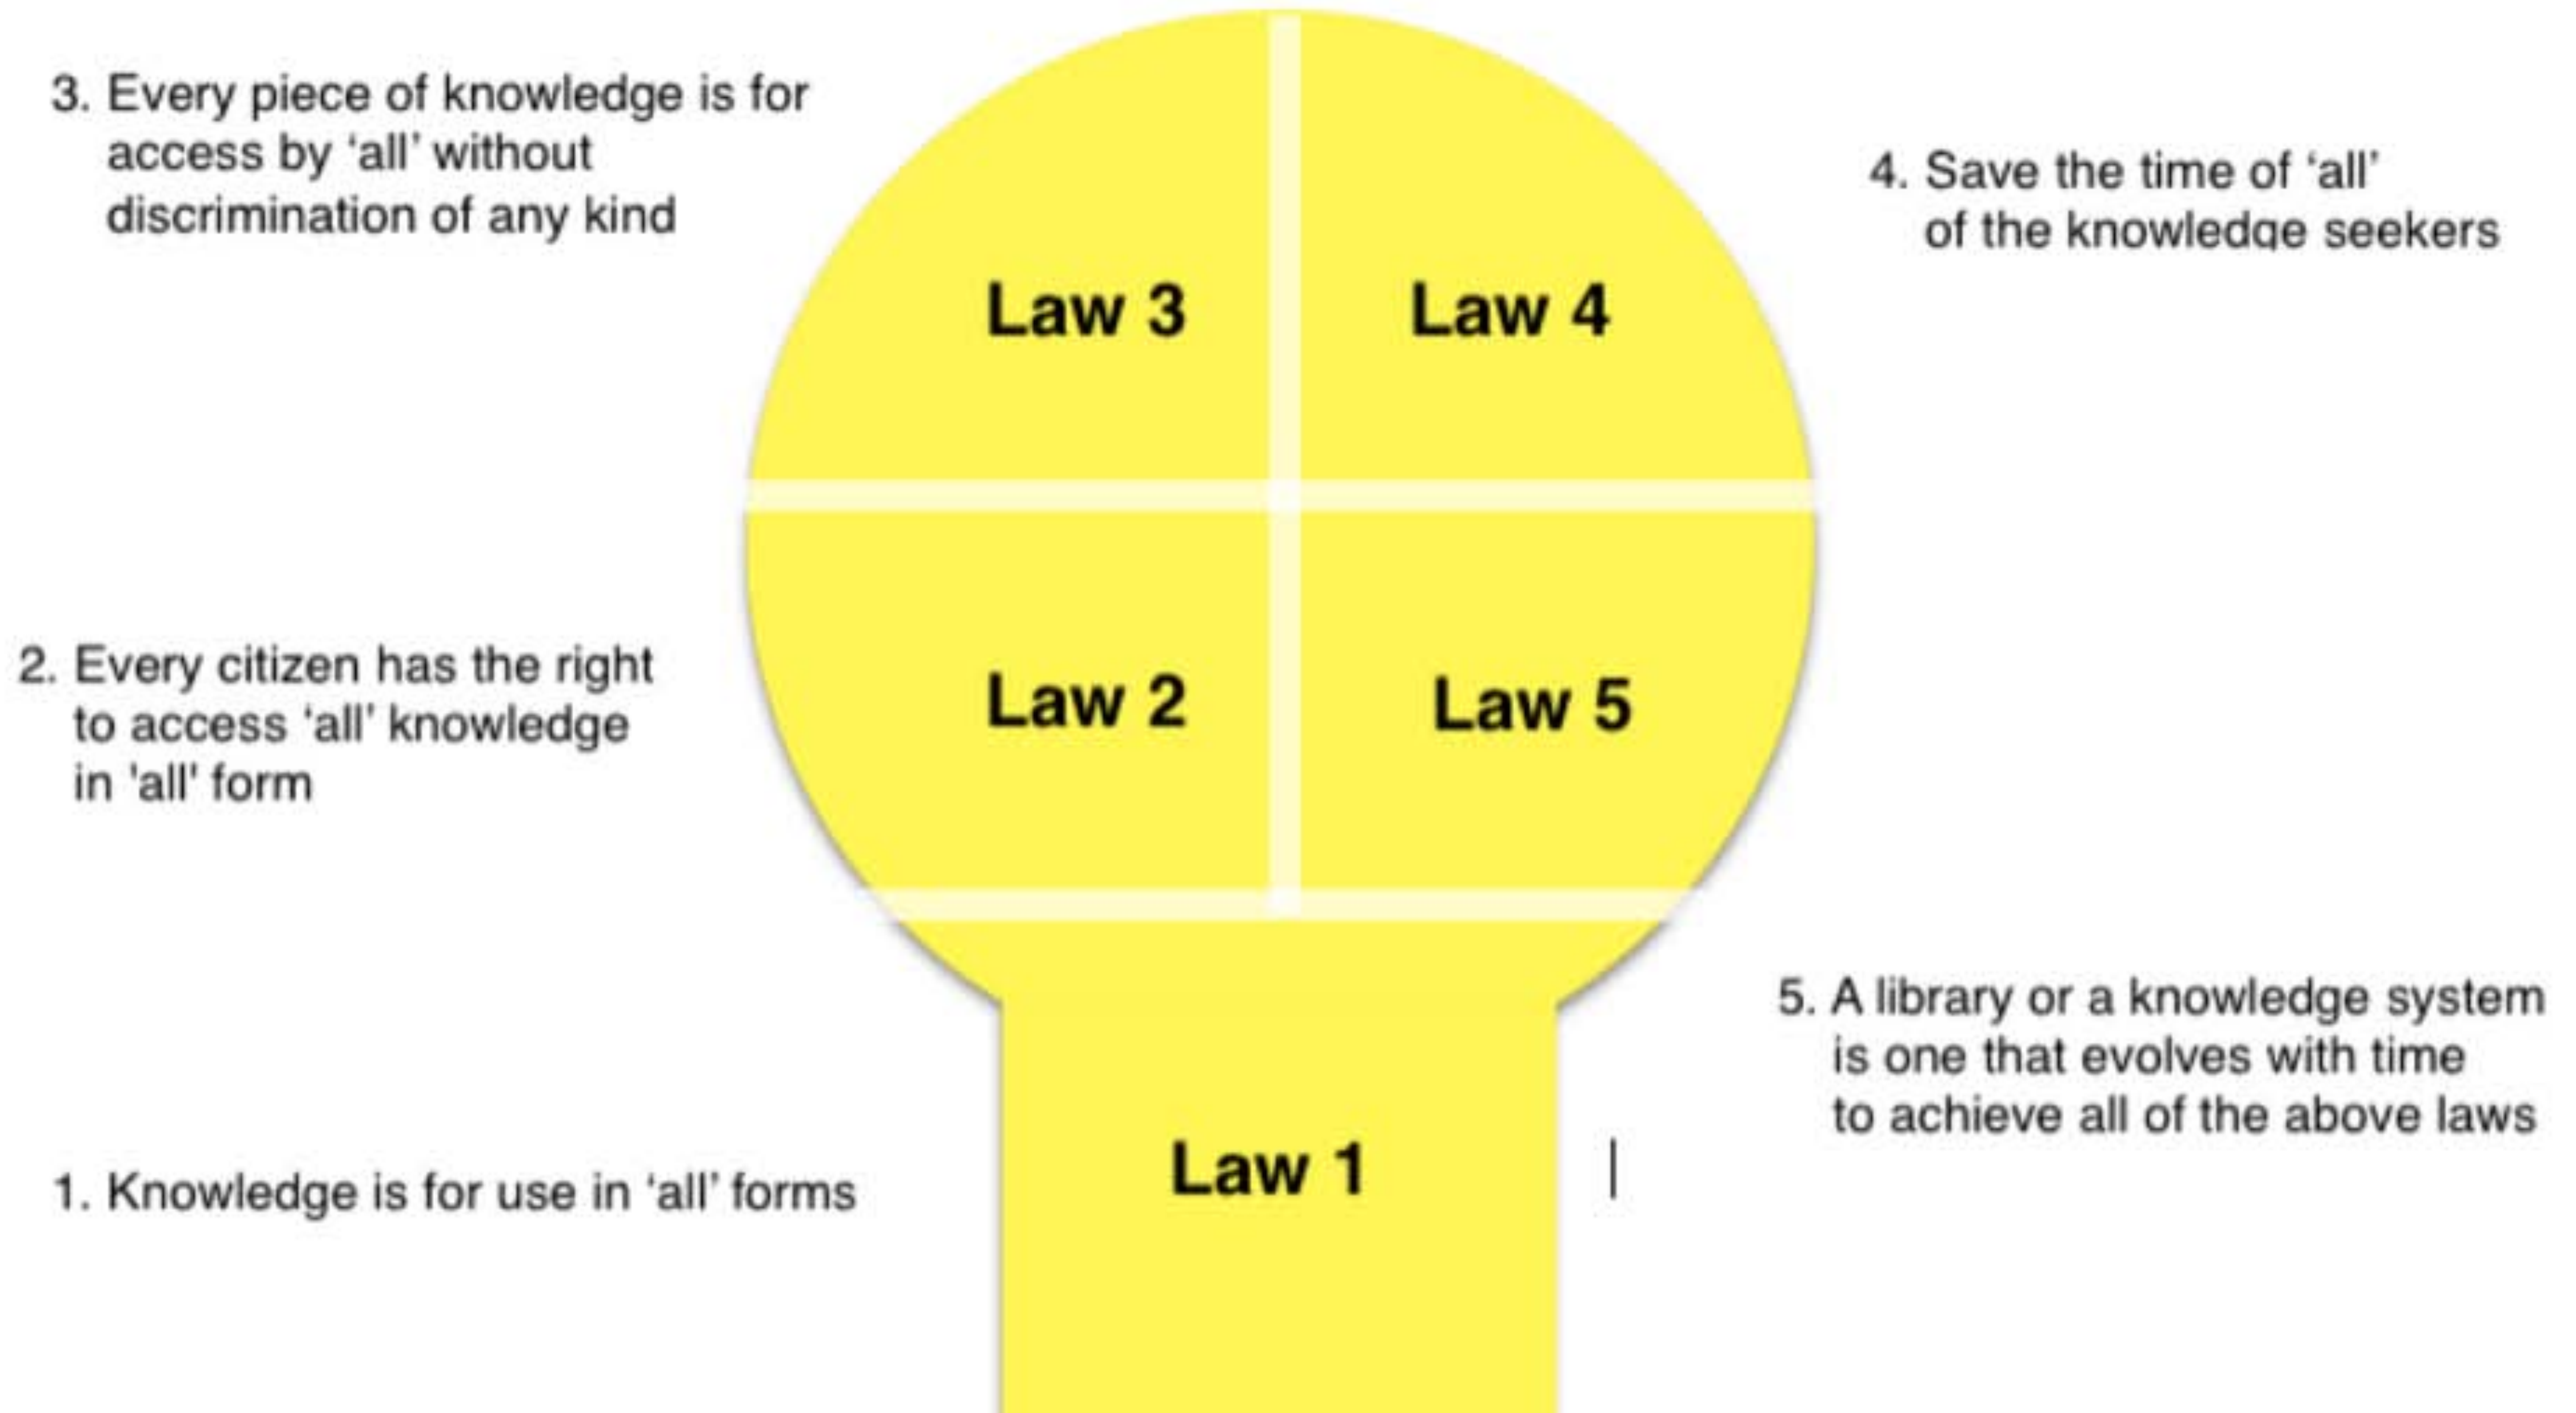 3. Every piece of knowledge is for
access by ‘all’ without
discrimination of any kind
4. Save the time of ‘all’
of the knowledge seekers
Law 3
Law 4
2. Every citizen has the right
to access ‘all’ knowledge
in 'all' form
Law 2
Law 5
5. A library or a knowledge system
is one that evolves with time
to achieve all of the above laws
1. Knowledge is for use in ‘all’ forms
Law 1